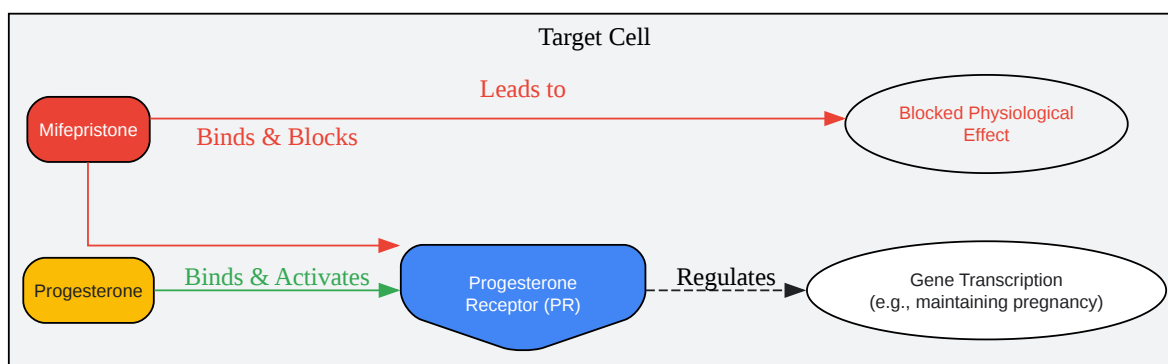 Target Cell
Leads to
Mifepristone
Binds & Blocks
Blocked Physiological
Effect
Progesterone
Binds & Activates
Progesterone
Receptor (PR)
Regulates
Gene Transcription
(e.g., maintaining pregnancy)